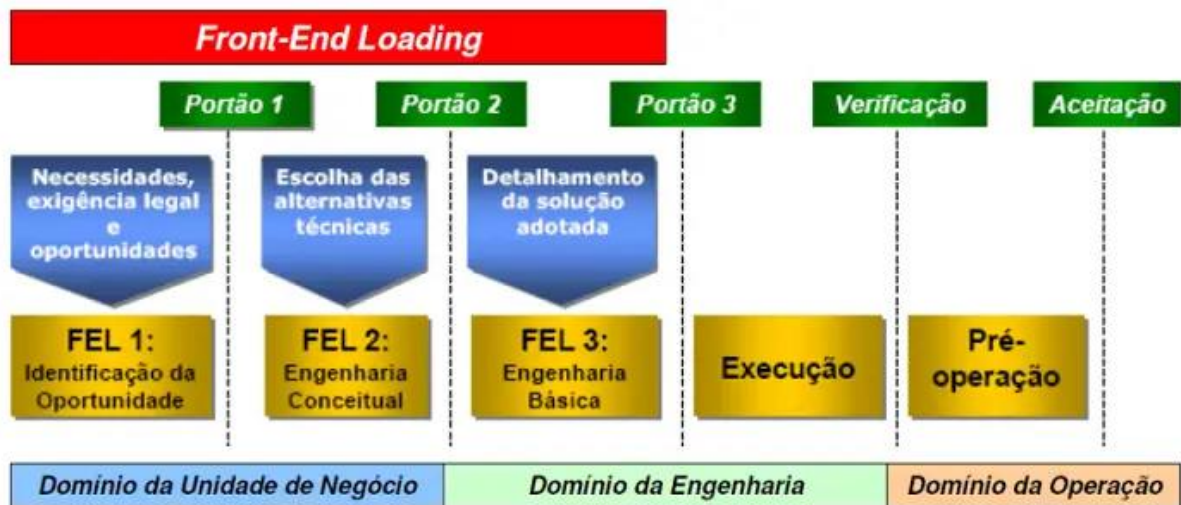 Front-End Loading
Portão 1
Portão 2
Portão 3
Verificação
Aceitação
Necessidades,
exigência legal
e
oportunidades
Escolha das
alternativas
técnicas
Detalhamento
da solução
adotada
FEL 1:
Identificação da
Oportunidade
FEL 2:
Engenharia
Conceitual
FEL 3:
Engenharia
Básica
Execução
Pré-
operação
Domínio da Unidade de Negócio
Domínio da Engenharia
Domínio da Operação